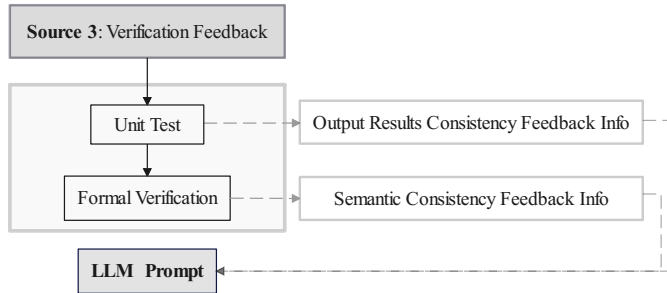 Source 3: Verification Feedback
Unit Test
Output Results Consistency Feedback Info
Formal Verification
Semantic Consistency Feedback Info
LLM Prompt